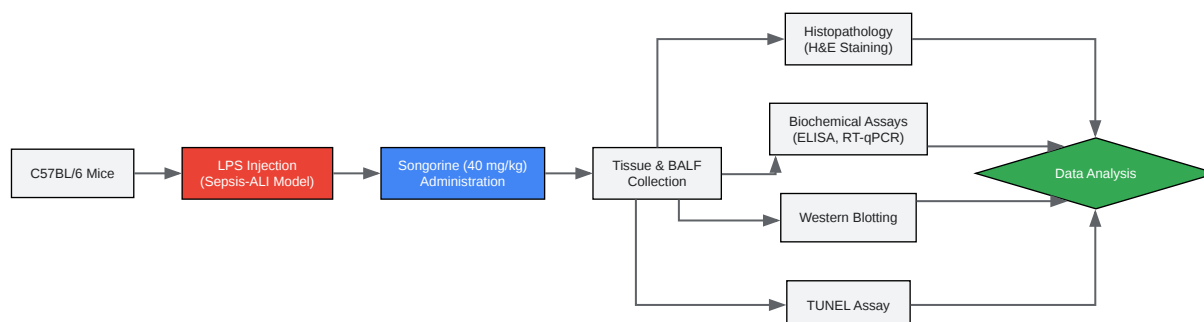 C57BL/6 Mice
LPS Injection
(Sepsis-ALI Model)
Songorine (40 mg/kg)
Administration
Tissue & BALF
Collection
Histopathology
(H&E Staining)
Biochemical Assays
(ELISA, RT-qPCR)
Western Blotting
TUNEL Assay
Data Analysis